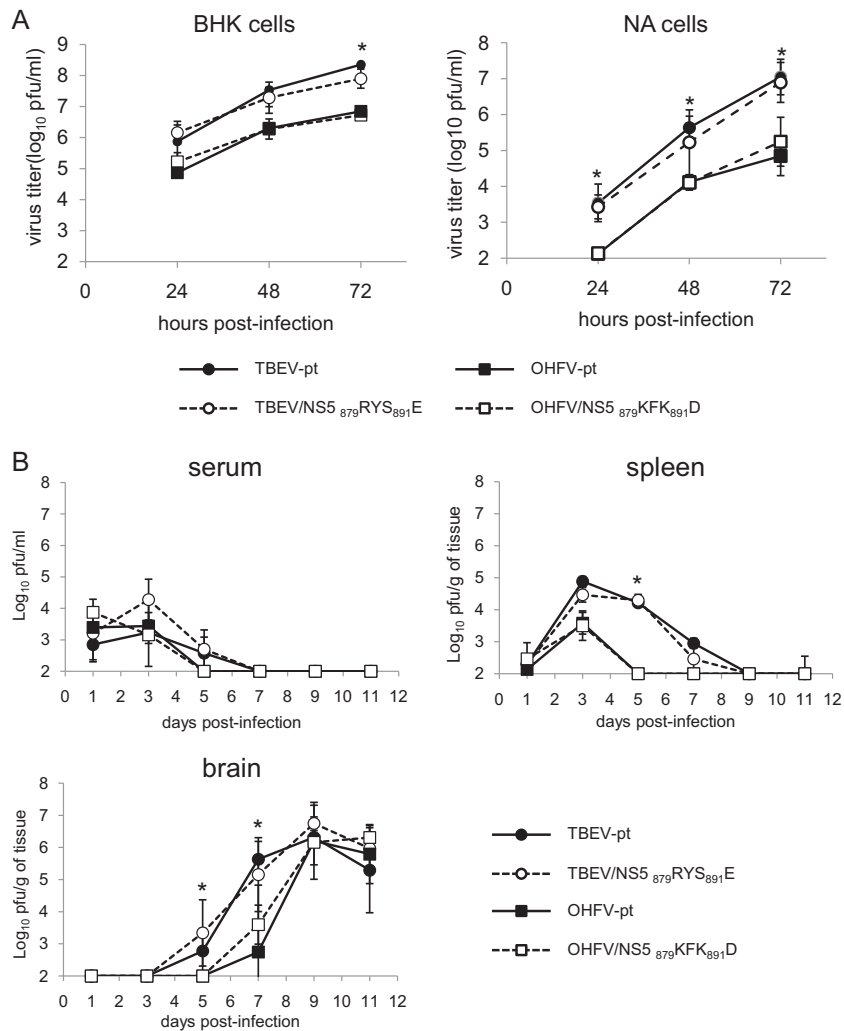 A
BHK cells
virus titer(log₁₀ pfu/ml)
9
8
7
6
5
4
3
2
0
24
48
72
*
hours post-infection
NA cells
virus titer (log10 pfu/ml)
8
7
6
5
4
3
2
0
24
48
72
*
*
*
hours post-infection
TBEV-pt
OHFV-pt
TBEV/NS5 ₈₇₉RYS₈₉₁E
OHFV/NS5 ₈₇₉KFK₈₉₁D
B
serum
Log₁₀ pfu/ml
8
7
6
5
4
3
2
0 1 2 3 4 5 6 7 8 9 10 11 12
days post-infection
spleen
Log₁₀ pfu/g of tissue
8
7
6
5
4
3
2
*
0 1 2 3 4 5 6 7 8 9 10 11 12
days post-infection
brain
Log₁₀ pfu/g of tissue
8
7
6
5
4
3
2
*
*
0 1 2 3 4 5 6 7 8 9 10 11 12
days post-infection
TBEV-pt
TBEV/NS5 ₈₇₉RYS₈₉₁E
OHFV-pt
OHFV/NS5 ₈₇₉KFK₈₉₁D